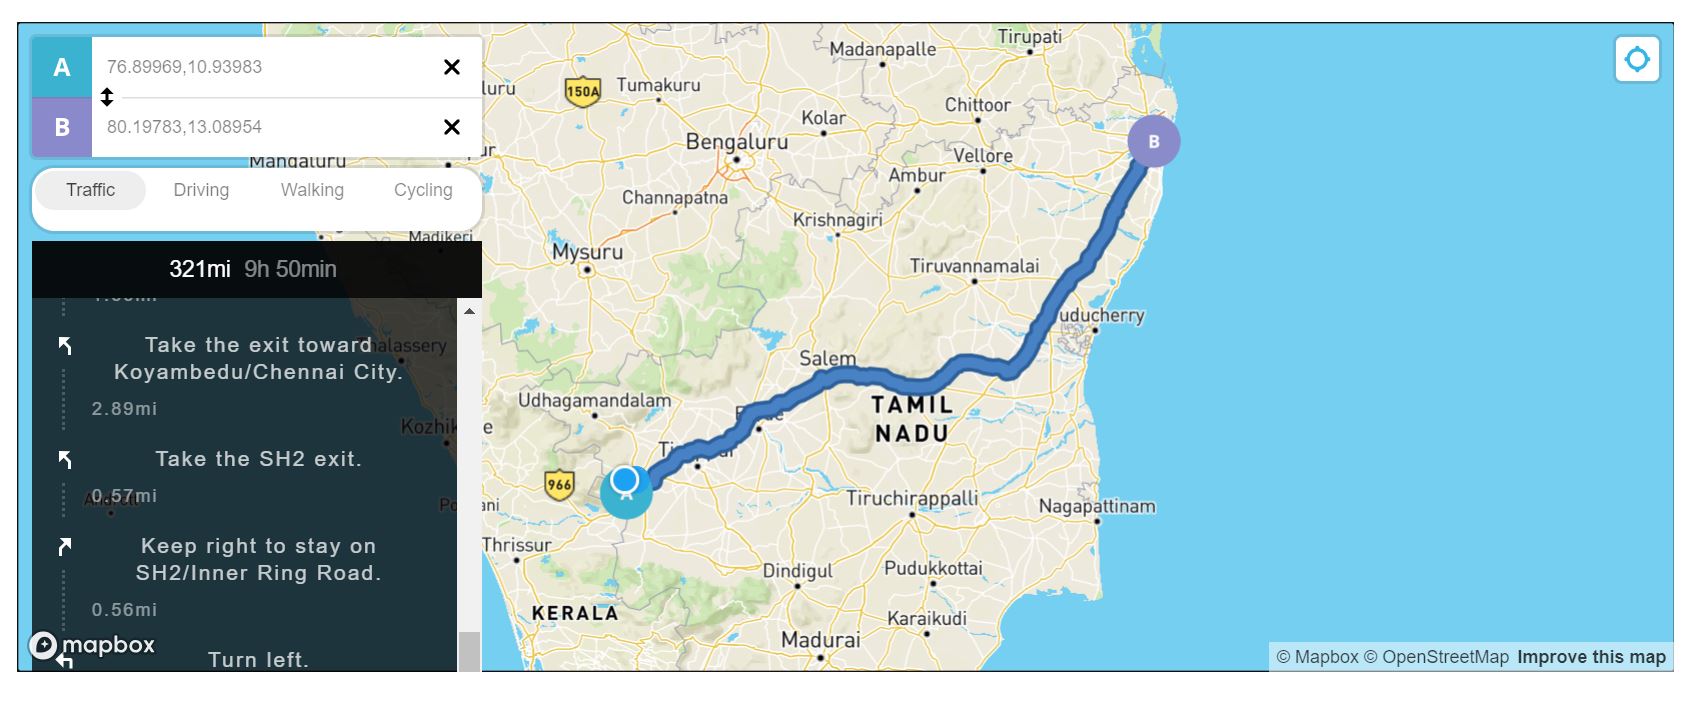 A
76.89969,10.93983
B
80.19783,13.08954
Traffic
Driving
Walking
Cycling
321mi 9h 50min
Take the exit toward
Koyambedu/Chennai City.
2.89mi
Take the SH2 exit.
0.57mi
Keep right to stay on
SH2/Inner Ring Road.
0.56mi
Turn left.
mapbox
Tirupati
Madanapalle
150A
Tumakuru
Chittoor
Kolar
Bengaluru
B
Mangaluru
Vellore
Ambur
Channapatna
Krishnagiri
Madikeri
Mysuru
Tiruvannamalai
uducherry
Salem
Udhagamandalam
TAMIL
NADU
966
A
Tiruchirappalli
Nagapattinam
Thrissur
Dindigul
Pudukkottai
KERALA
Karaikudi
Madurai
© Mapbox © OpenStreetMap Improve this map